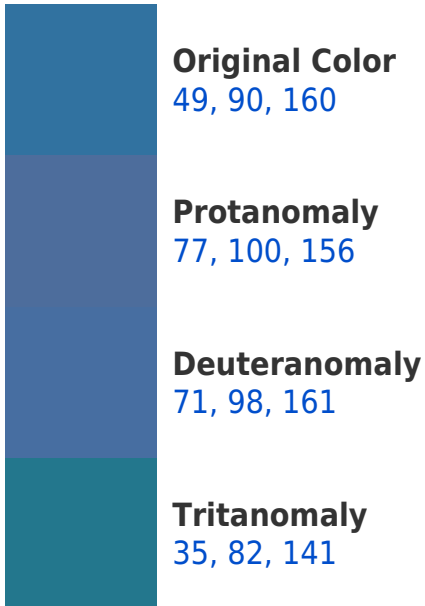 Original Color
49, 90, 160
Protanomaly
77, 100, 156
Deuteranomaly
71, 98, 161
Tritanomaly
35, 82, 141